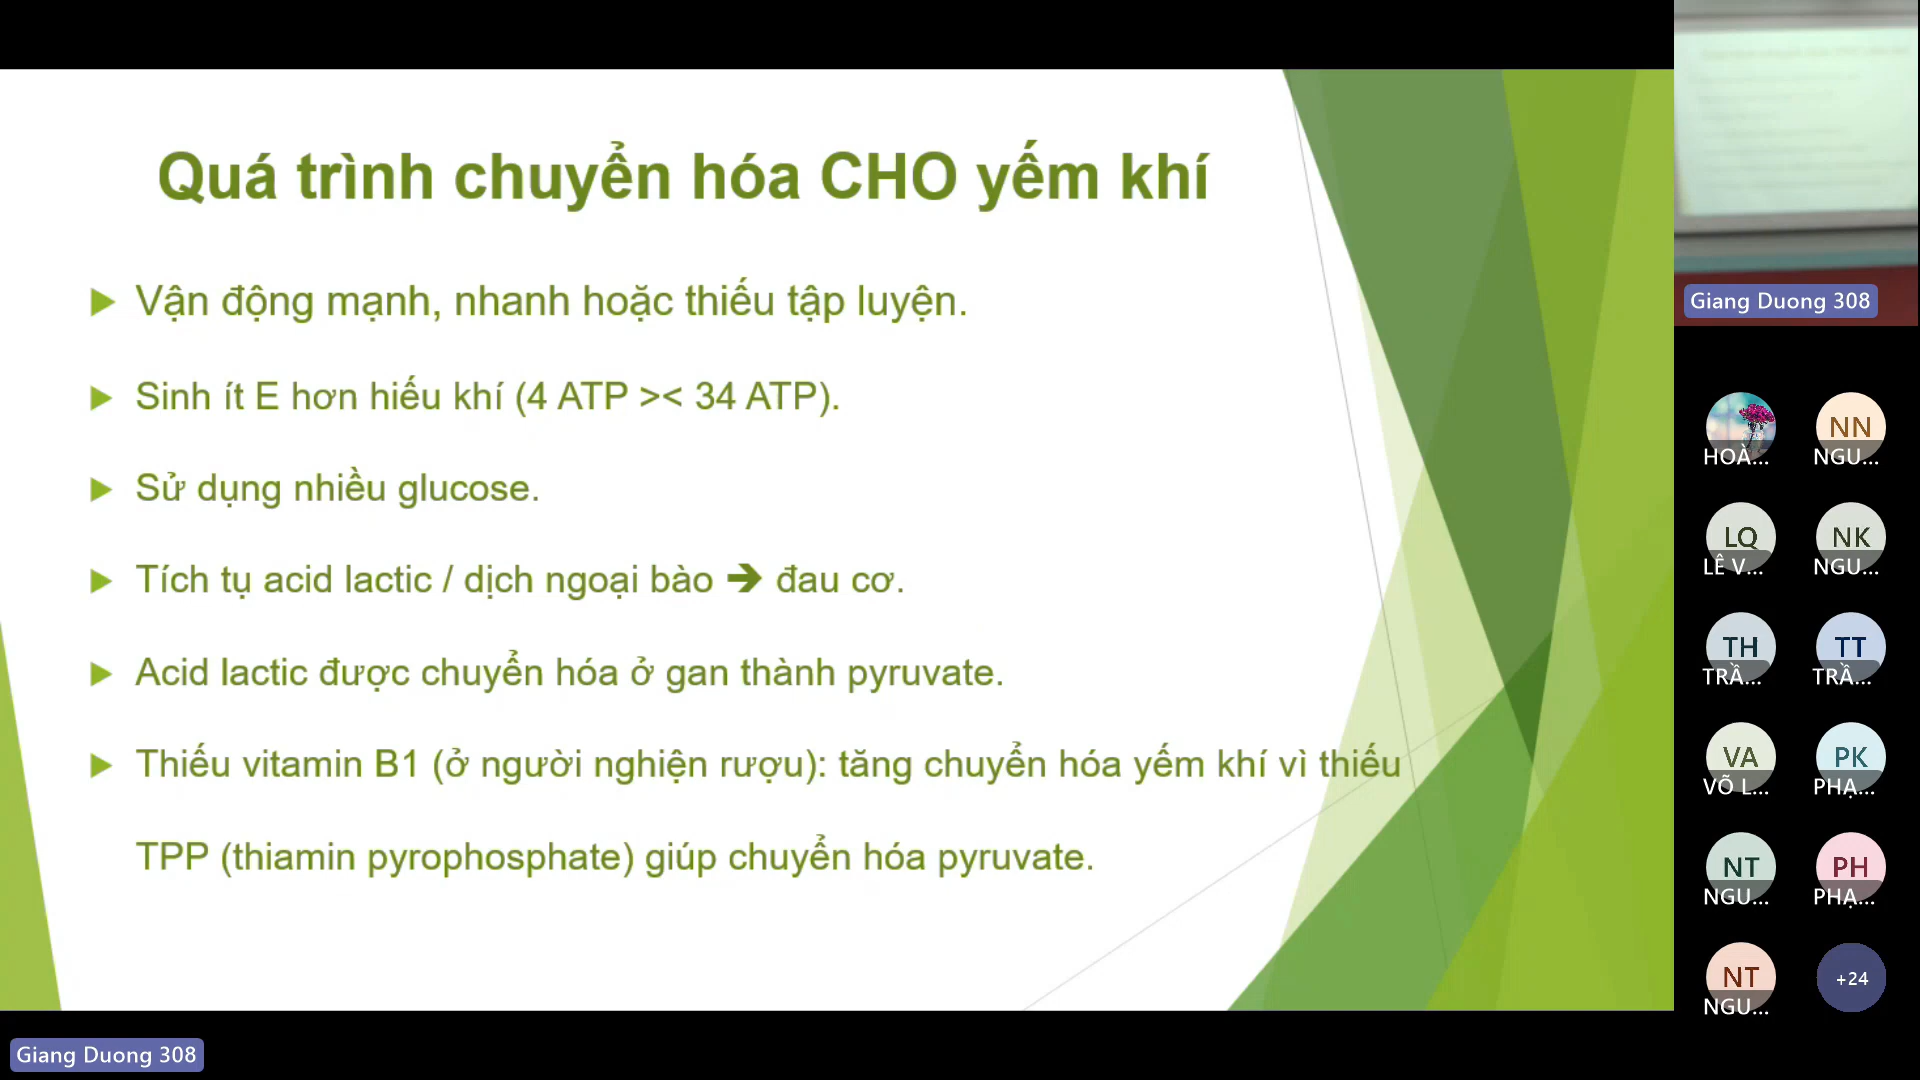 Quá trình chuyển hóa CHO yếm khí
Vận động mạnh, nhanh hoặc thiếu tập luyện.
Sinh ít E hơn hiếu khí (4 ATP >< 34 ATP).
Sử dụng nhiều glucose.
Tích tụ acid lactic / dịch ngoại bào ➔ đau cơ.
Acid lactic được chuyển hóa ở gan thành pyruvate.
Thiếu vitamin B1 (ở người nghiện rượu): tăng chuyển hóa yếm khí vì thiếu
TPP (thiamin pyrophosphate) giúp chuyển hóa pyruvate.
Giang Duong 308
Giang Duong 308
HOÀ...
NN
NGU...
LQ
LÊ V...
NK
NGU...
TH
TRẦ...
TT
TRẦ...
VA
VÕ L...
PK
PHẠ...
NT
NGU...
PH
PHẠ...
NT
NGU...
+24